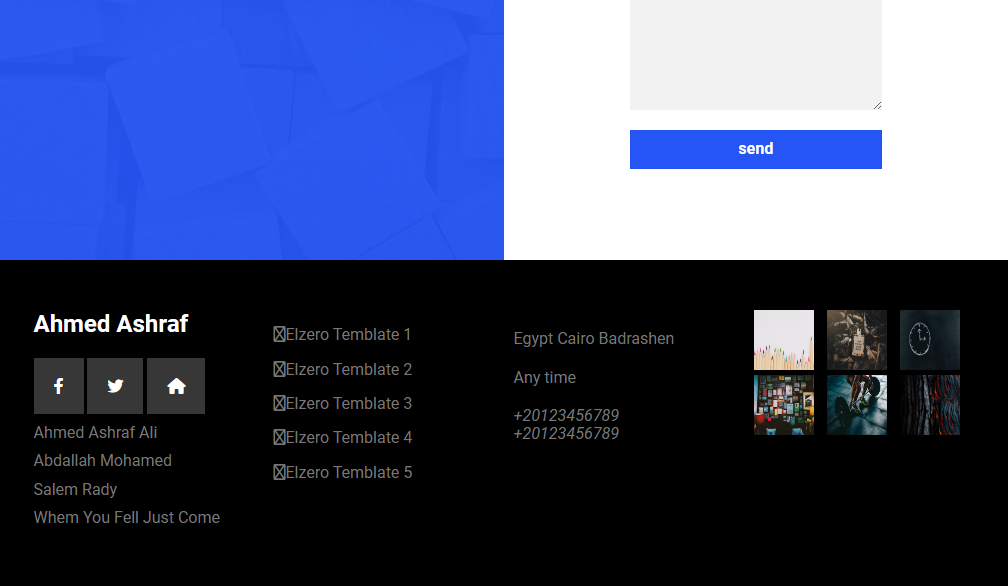 send
Ahmed Ashraf
Ahmed Ashraf Ali
Abdallah Mohamed
Salem Rady
Whem You Fell Just Come
Elzero Temblate 1
Elzero Temblate 2
Elzero Temblate 3
Elzero Temblate 4
Elzero Temblate 5
Egypt Cairo Badrashen
Any time
+20123456789
+20123456789